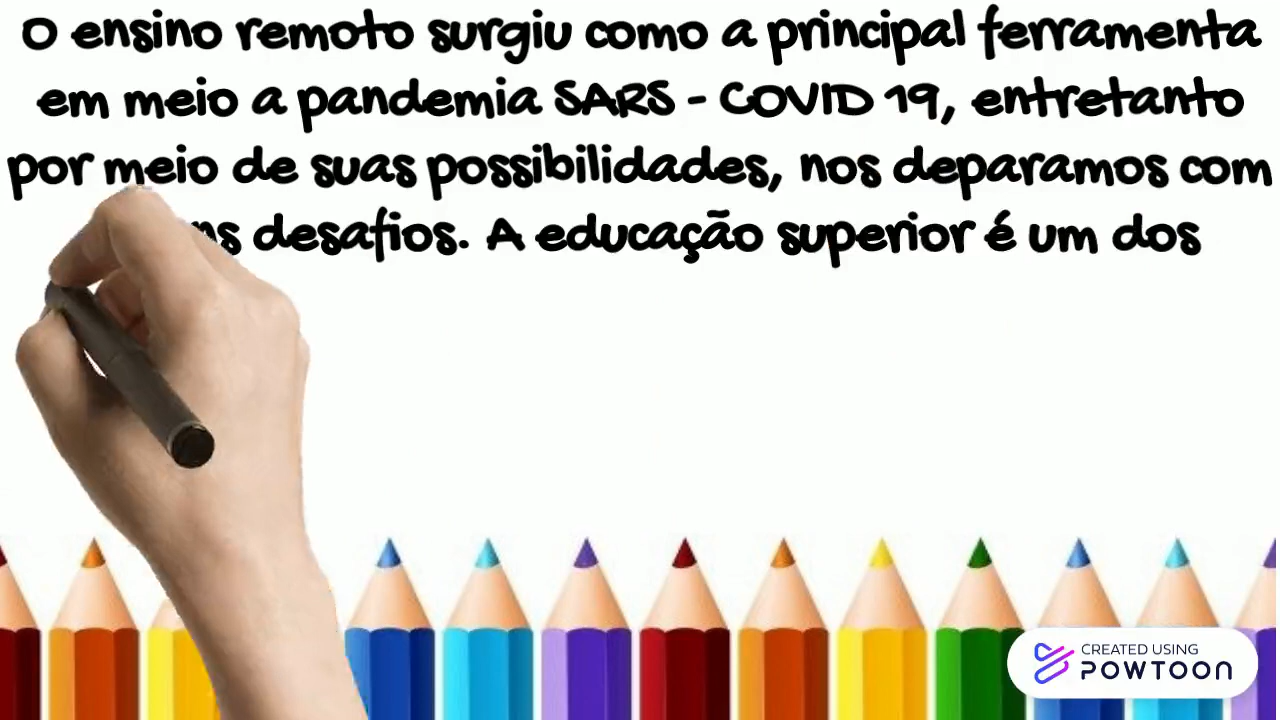 O ensino remoto surgiu como a principal ferramenta
em meio a pandemia SARS - COVID 19, entretanto
por meio de suas possibilidades, nos deparamos com
desafios. A educação superior é um dos
CREATED USING
POWTOON